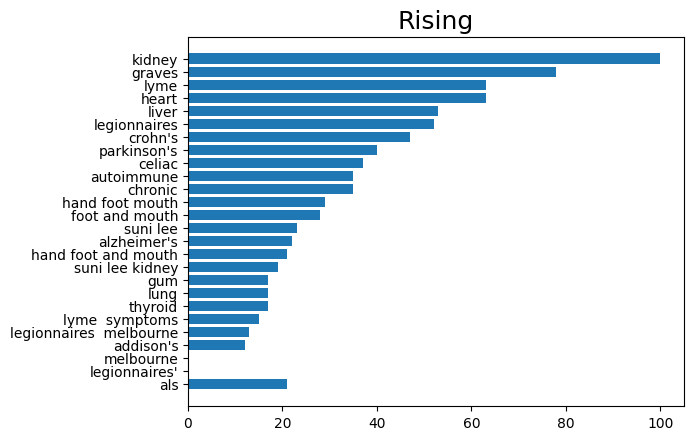 Rising
kidney
graves
lyme
heart
liver
legionnaires
crohn's
parkinson's
celiac
autoimmune
chronic
hand foot mouth
foot and mouth
suni lee
alzheimer's
hand foot and mouth
suni lee kidney
gum
lung
thyroid
lyme  symptoms
legionnaires  melbourne
addison's
melbourne
legionnaires'
als
0 20 40 60 80 100